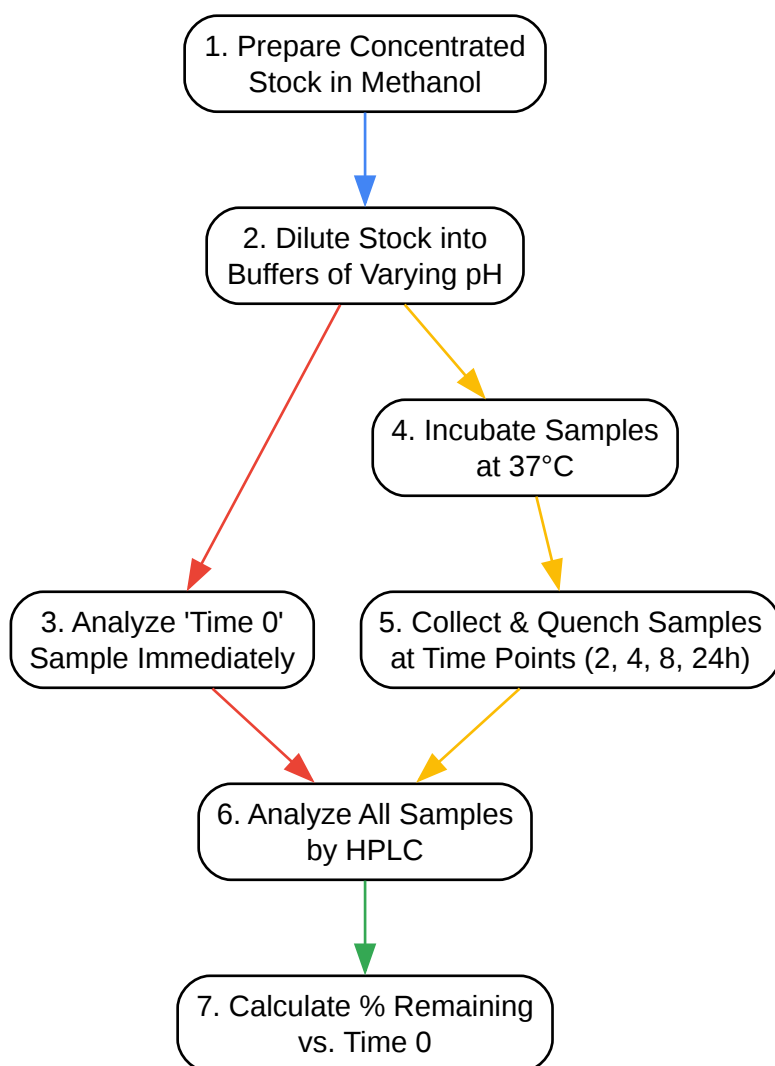 1. Prepare Concentrated
Stock in Methanol
2. Dilute Stock into
Buffers of Varying pH
3. Analyze 'Time 0'
Sample Immediately
4. Incubate Samples
at 37°C
5. Collect & Quench Samples
at Time Points (2, 4, 8, 24h)
6. Analyze All Samples
by HPLC
7. Calculate % Remaining
vs. Time 0